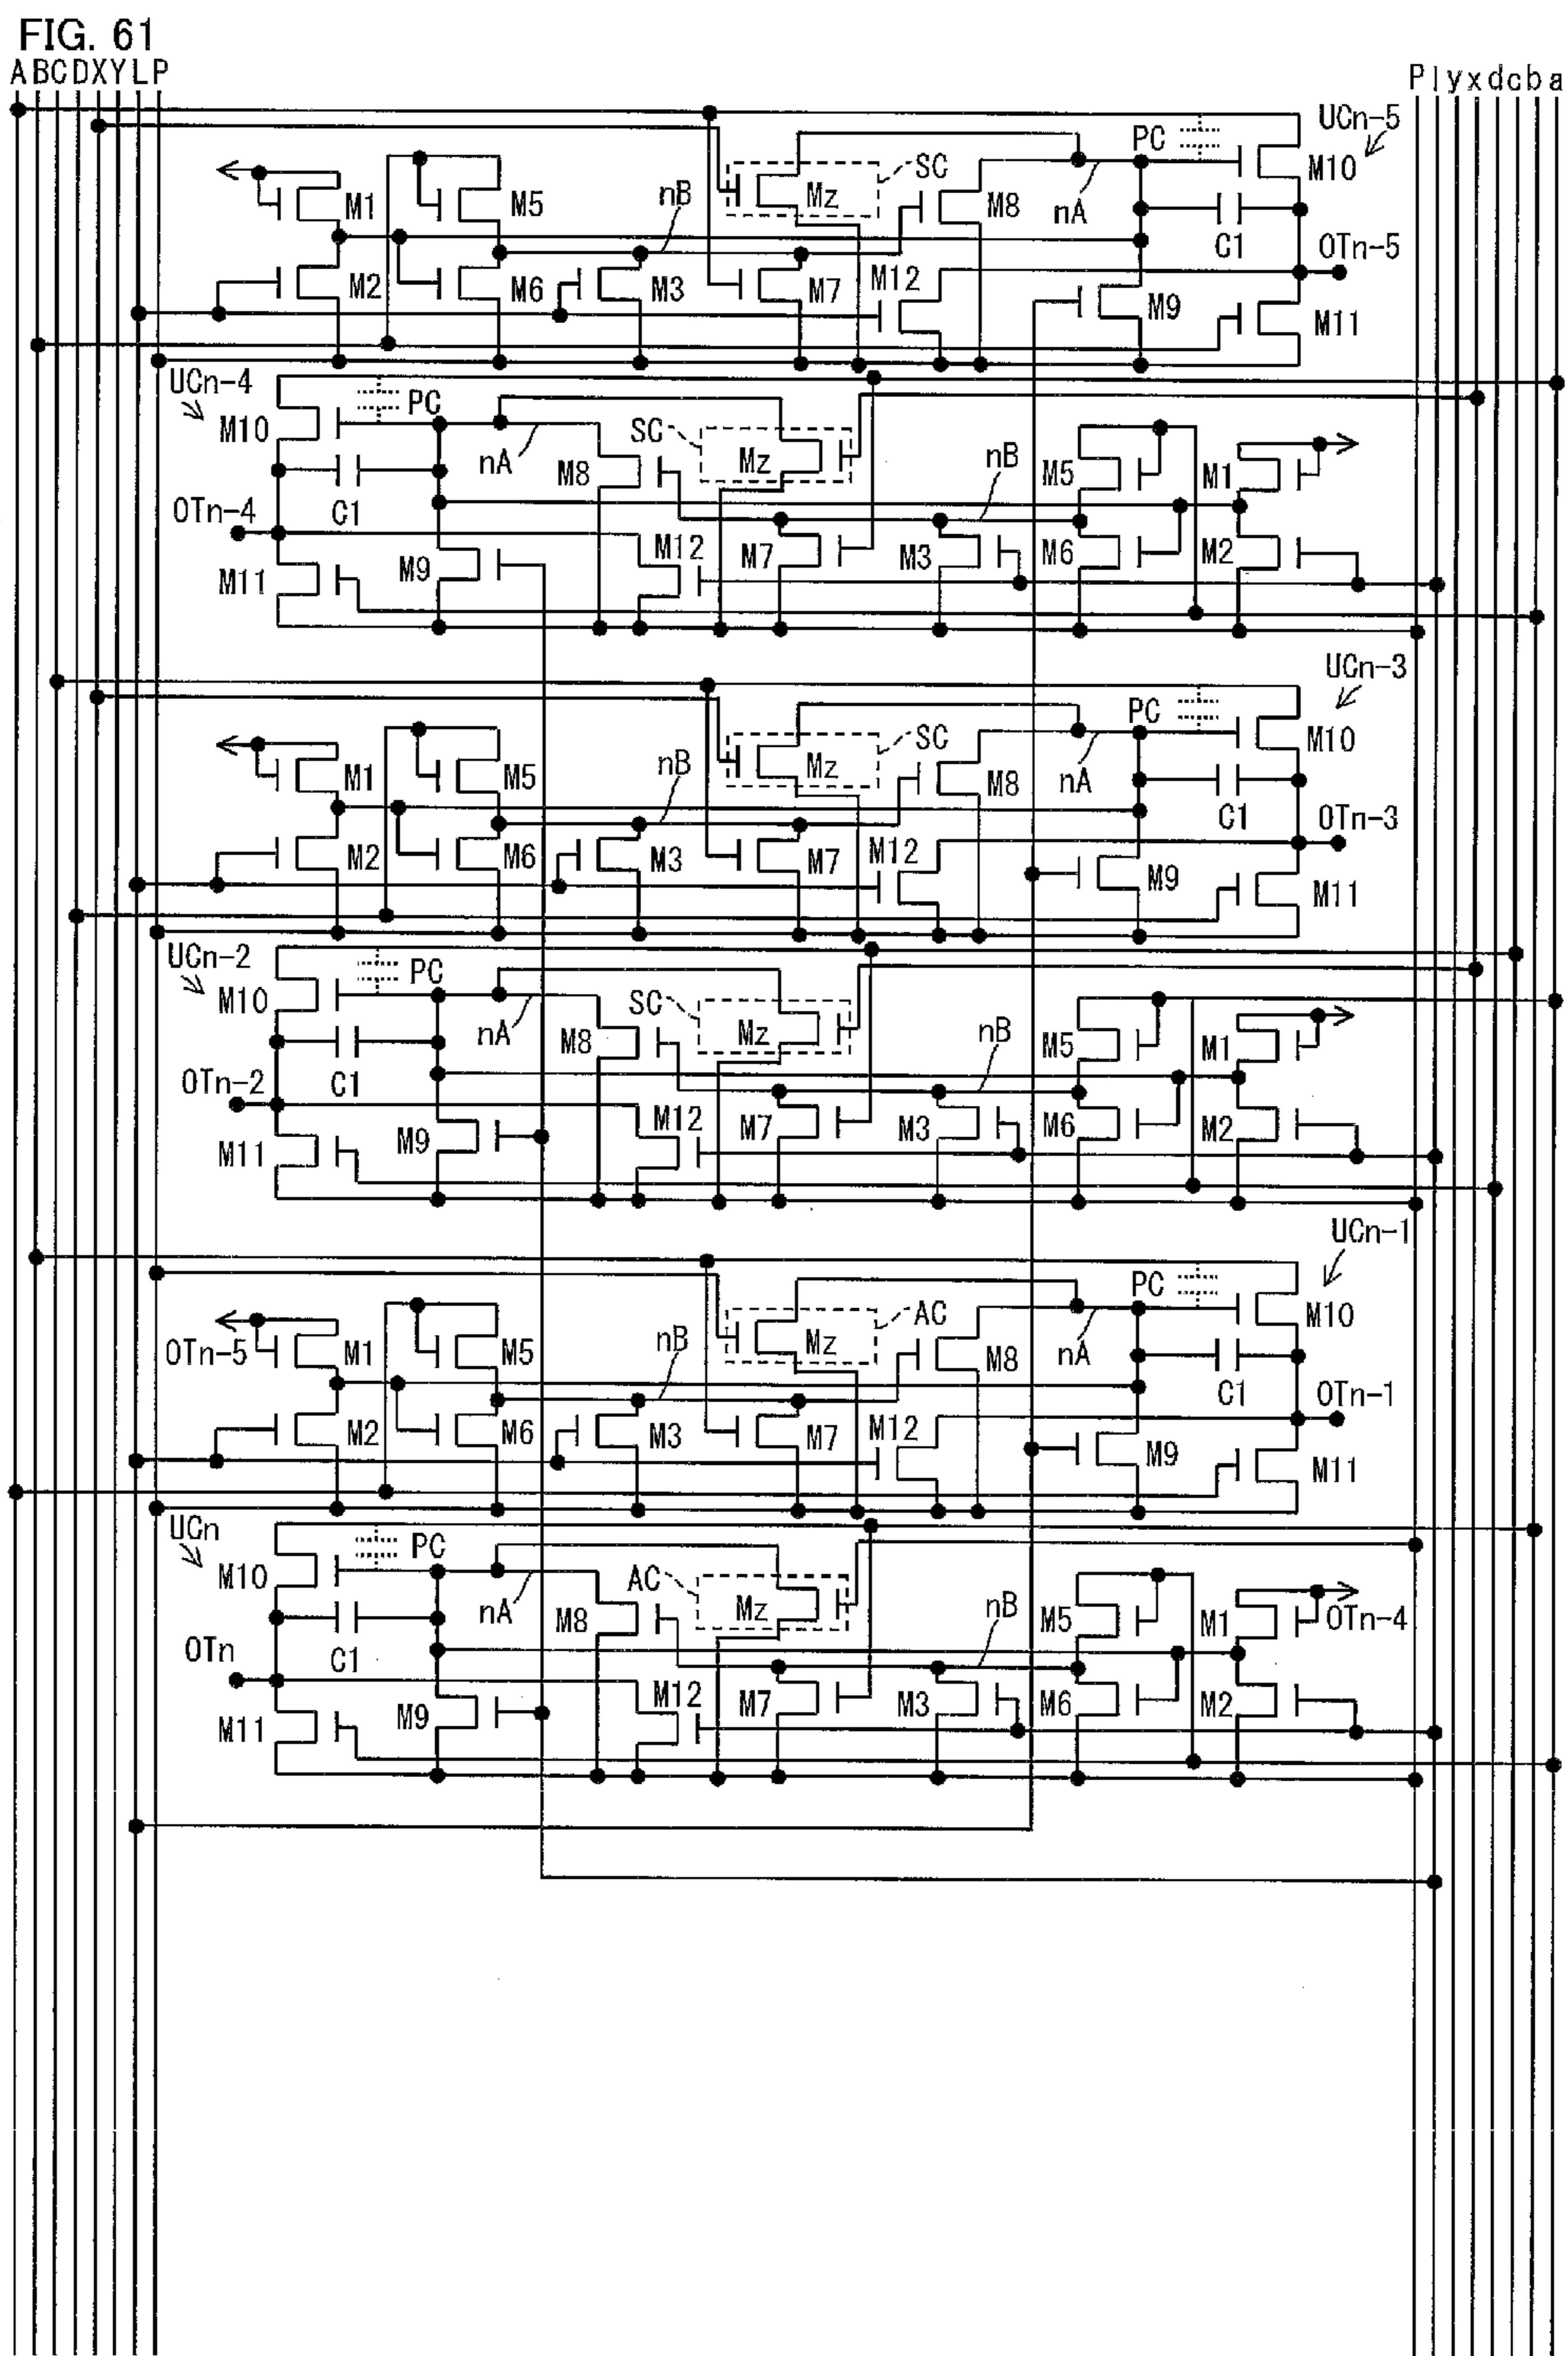 FIG. 61
A B C D X Y L P
P l y x d c b a
UCn-5
PC
M10
SC
Mz
M1
M5
nB
M8
nA
C1
OTn-5
M2
M6
M3
M7
M12
M9
M11
UCn-4
PC
M10
SC
Mz
nA
M8
nB
M5
M1
OTn-4
C1
M12
M7
M3
M6
M2
M11
M9
UCn-3
PC
M10
SC
Mz
M1
M5
nB
M8
nA
C1
OTn-3
M2
M6
M3
M7
M12
M9
M11
UCn-2
PC
M10
SC
Mz
nA
M8
nB
M5
M1
OTn-2
C1
M12
M7
M3
M6
M2
M11
M9
UCn-1
PC
M10
AC
Mz
OTn-5
M1
M5
nB
M8
nA
C1
OTn-1
M2
M6
M3
M7
M12
M9
M11
UCn
PC
M10
AC
Mz
nA
M8
nB
M5
M1
OTn-4
OTn
C1
M12
M7
M3
M6
M2
M11
M9